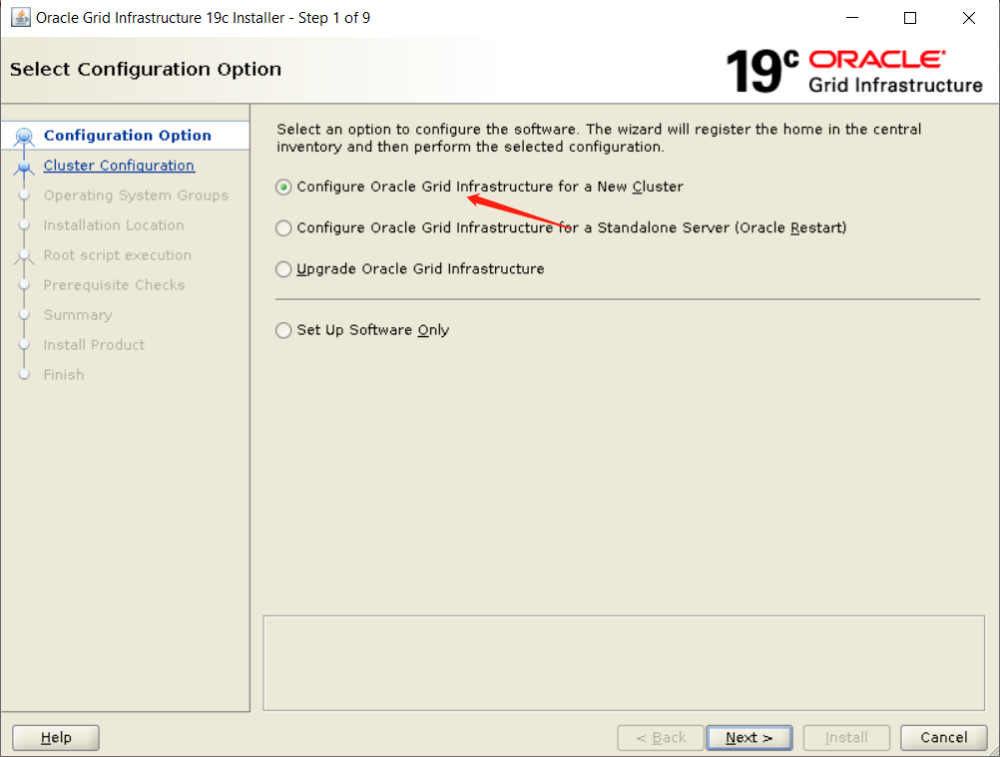 Oracle Grid Infrastructure 19c Installer - Step 1 of 9
Select Configuration Option
19c ORACLE
Grid Infrastructure
Configuration Option
Cluster Configuration
Operating System Groups
Installation Location
Root script execution
Prerequisite Checks
Summary
Install Product
Finish
Select an option to configure the software. The wizard will register the home in the central
inventory and then perform the selected configuration.
Configure Oracle Grid Infrastructure for a New Cluster
Configure Oracle Grid Infrastructure for a Standalone Server (Oracle Restart)
Upgrade Oracle Grid Infrastructure
Set Up Software Only
Help
< Back
Next >
Install
Cancel